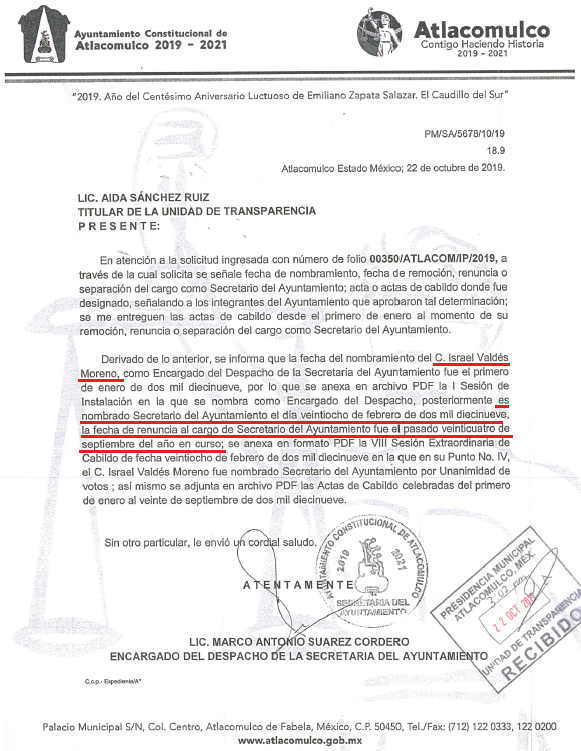 Ayuntamiento Constitucional de
Atlacomulco 2019 - 2021
Atlacomulco
Contigo Haciendo Historia
2019 - 2021
"2019. Año del Centésimo Aniversario Luctuoso de Emiliano Zapata Salazar. El Caudillo del Sur"
PM/SA/5678/10/19
18.9
Atlacomulco Estado México; 22 de octubre de 2019.
LIC. AIDA SÁNCHEZ RUIZ
TITULAR DE LA UNIDAD DE TRANSPARENCIA
P R E S E N T E:
En atención a la solicitud ingresada con número de folio 00350/ATLACOM/IP/2019, a
través de la cual solicita se señale fecha de nombramiento, fecha de remoción, renuncia o
separación del cargo como Secretario del Ayuntamiento; acta o actas de cabildo donde fue
designado, señalando a los integrantes del Ayuntamiento que aprobaron tal determinación;
se me entreguen las actas de cabildo desde el primero de enero al momento de su
remoción, renuncia o separación del cargo como Secretario del Ayuntamiento.
Derivado de lo anterior, se informa que la fecha del nombramiento del C. Israel Valdés
Moreno, como Encargado del Despacho de la Secretaria del Ayuntamiento fue el primero
de enero de dos mil diecinueve, por lo que se anexa en archivo PDF la I Sesión de
Instalación en la que se nombra como Encargado de Despacho, posteriormente es
nombrado Secretario del Ayuntamiento el día veintiocho de febrero de dos mil diecinueve,
la fecha de renuncia al cargo de Secretario del Ayuntamiento fue el pasado veinticuatro de
septiembre del año en curso; se anexa en formato PDF la VIII Sesión Extraordinaria de
Cabildo de fecha veintiocho de febrero de dos mil diecinueve en la que en su Punto No. IV,
el C. Israel Valdés Moreno fue nombrado Secretario del Ayuntamiento por Unanimidad de
votos ; así mismo se adjunta en archivo PDF las Actas de Cabildo celebradas del primero
de enero al veinte de septiembre de dos mil diecinueve.
Sin otro particular, le envió un cordial saludo.
A T E N T A M E N T E
AYUNTAMIENTO CONSTITUCIONAL DE ATLACOMULCO
2019 2021
SECRETARIA DEL
AYUNTAMIENTO
PRESIDENCIA MUNICIPAL
ATLACOMULCO, MÉX.
22 OCT
UNIDAD DE TRANSPARENCIA
RECIBIDO
LIC. MARCO ANTONIO SUAREZ CORDERO
ENCARGADO DEL DESPACHO DE LA SECRETARIA DEL AYUNTAMIENTO
C.c.p.- Expediente/A*
Palacio Municipal S/N, Col. Centro, Atlacomulco de Fabela, México, C.P. 50450, Tel./Fax: (712) 122 0333, 122 0200
www.atlacomulco.gob.mx